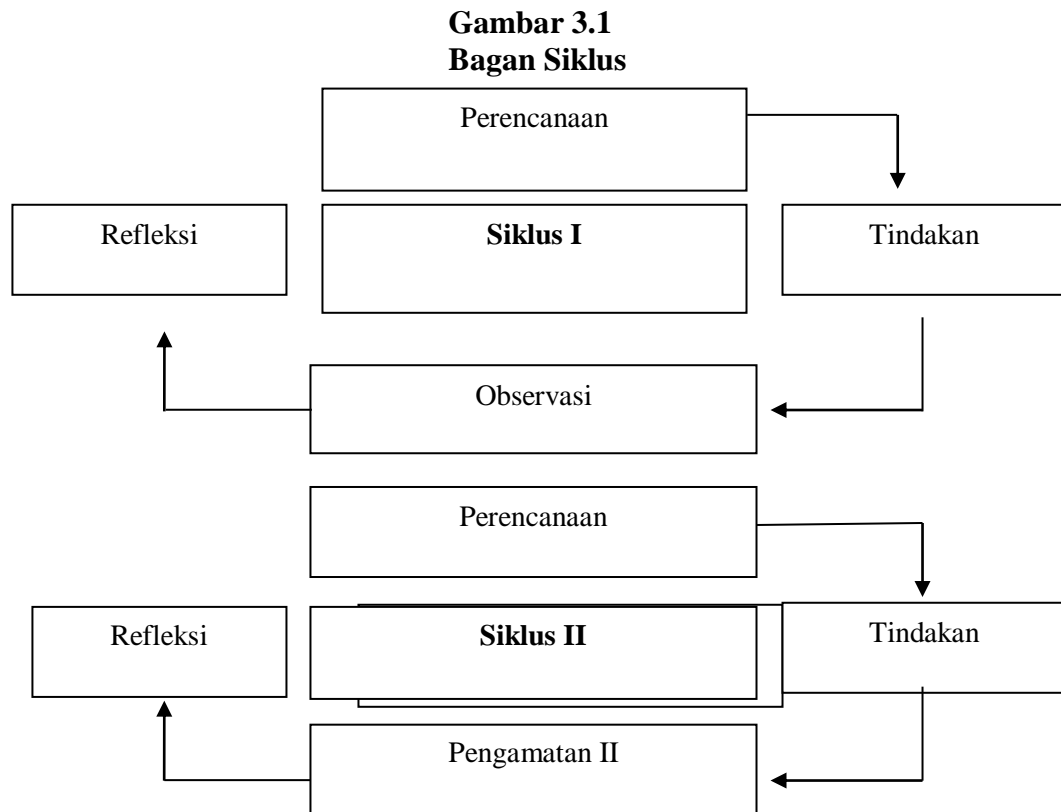 Gambar 3.1
Bagan Siklus
Perencanaan
Refleksi
Siklus I
Tindakan
Observasi
Perencanaan
Refleksi
Siklus II
Tindakan
Pengamatan II